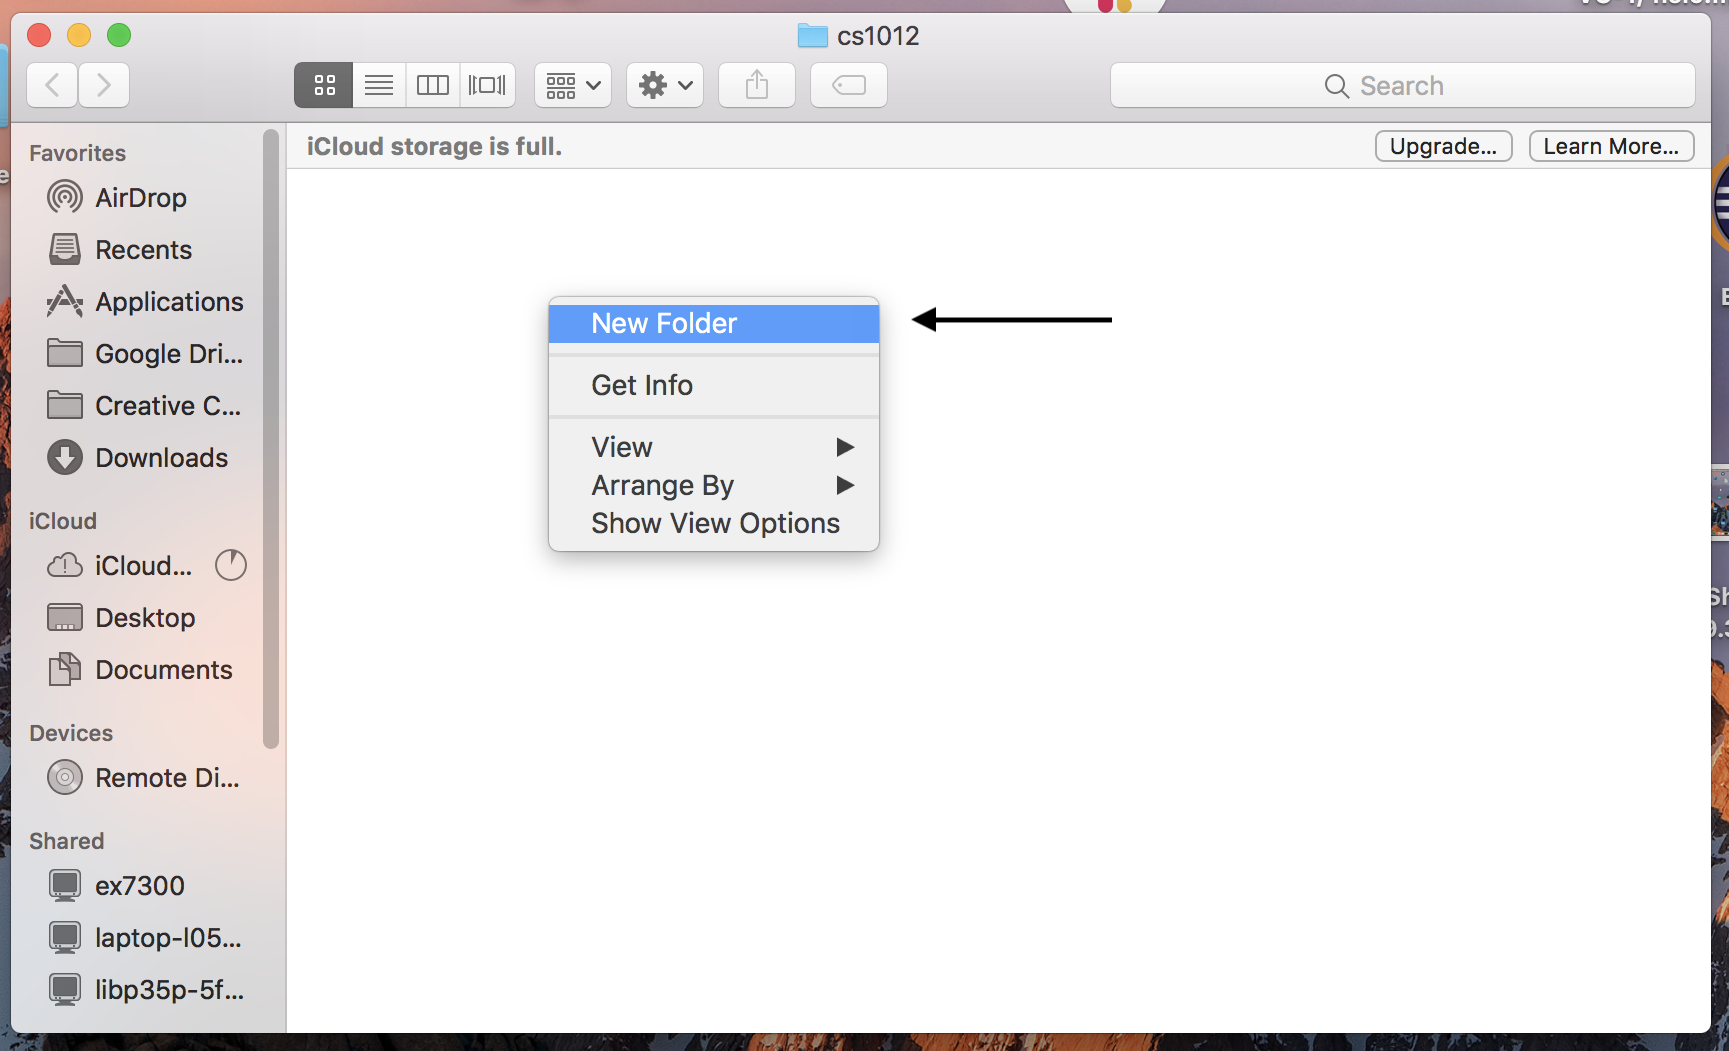 cs1012
Search
iCloud storage is full.
Upgrade...
Learn More...
Favorites
AirDrop
Recents
Applications
Google Dri...
Creative C...
Downloads
iCloud
iCloud...
Desktop
Documents
Devices
Remote Di...
Shared
ex7300
laptop-l05...
libp35p-5f...
New Folder
Get Info
View
Arrange By
Show View Options